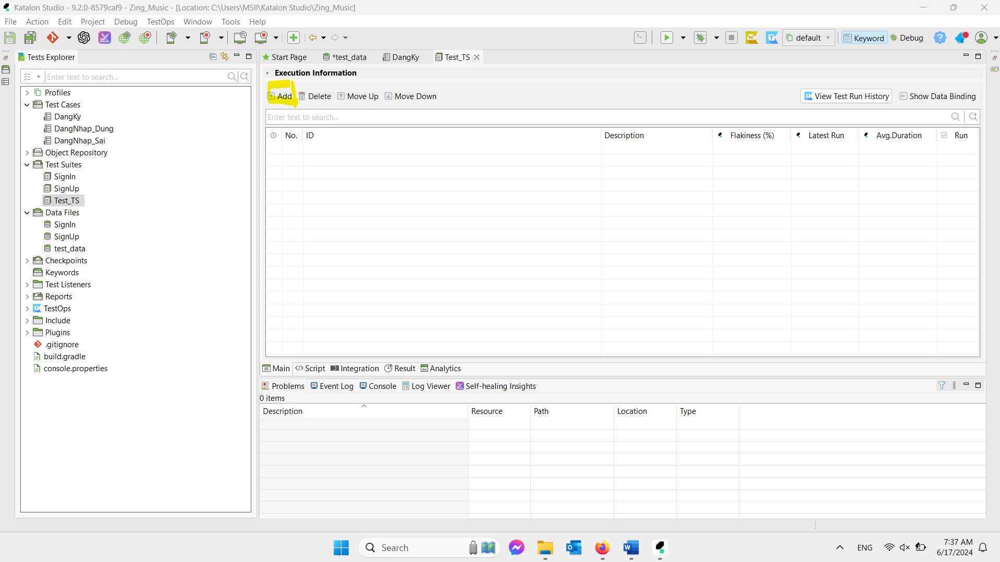 Katalon Studio - 9.2.0-8579caf9 - Zing_Music - [Location: C:\Users\MSII\Katalon Studio\Zing_Music]
File Action Edit Project Debug TestOps Window Tools Help
default Keyword Debug
Tests Explorer
Start Page *test_data DangKy Test_TS
Execution Information
Enter text to search...
Add Delete Move Up Move Down View Test Run History Show Data Binding
Enter text to search...
No. ID Description Flakiness (%) Latest Run Avg.Duration Run
Profiles
Test Cases
DangKy
DangNhap_Dung
DangNhap_Sai
Object Repository
Test Suites
SignIn
SignUp
Test_TS
Data Files
SignIn
SignUp
test_data
Checkpoints
Keywords
Test Listeners
Reports
TestOps
Include
Plugins
.gitignore
build.gradle
console.properties
Main Script Integration Result Analytics
Problems Event Log Console Log Viewer Self-healing Insights
0 items
Description Resource Path Location Type
Search
ENG
7:37 AM
6/17/2024